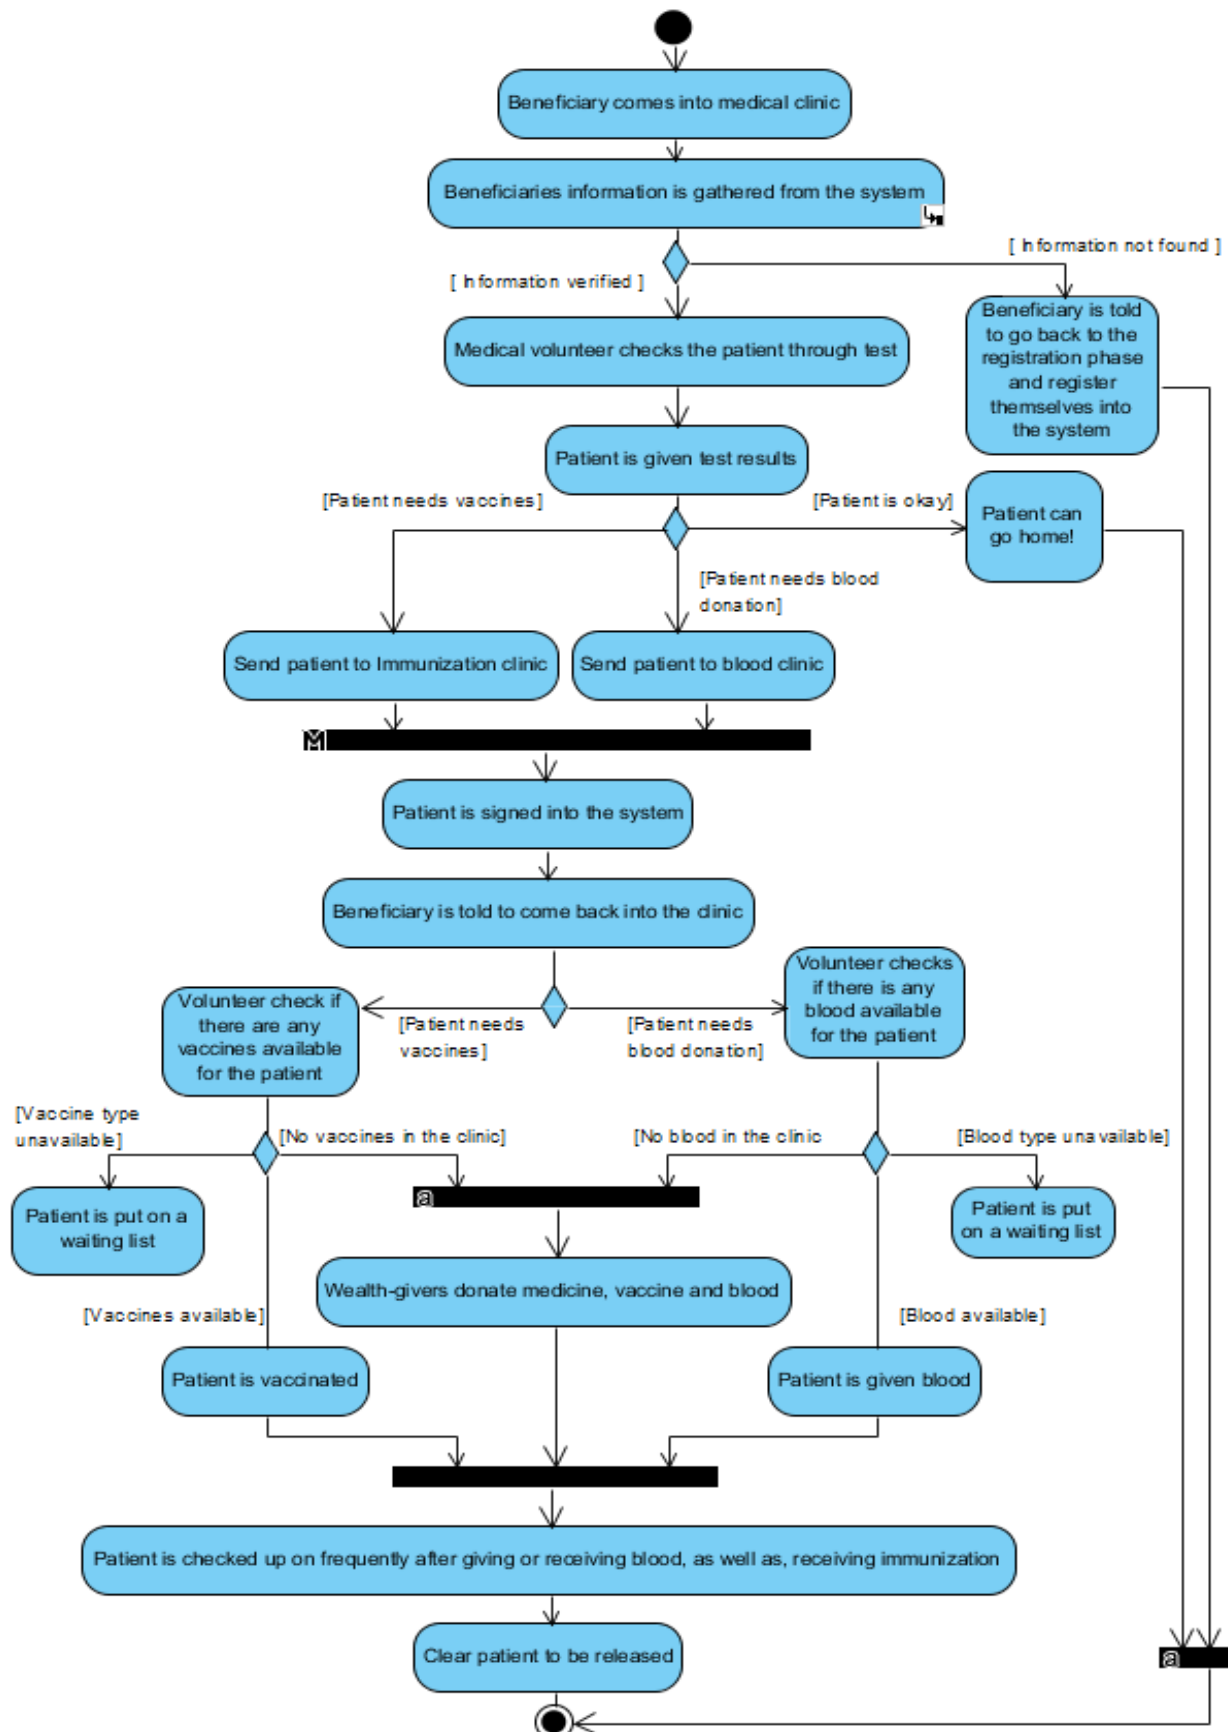 Beneficiary comes into medical clinic
Beneficiaries information is gathered from the system
[ Information not found ]
[ Information verified ]
Beneficiary is told
to go back to the
registration phase
and register
themselves into
the system
Medical volunteer checks the patient through test
Patient is given test results
[Patient needs vaccines]
[Patient is okay]
Patient can
go home!
[Patient needs blood
donation]
Send patient to Immunization clinic
Send patient to blood clinic
M
Patient is signed into the system
Beneficiary is told to come back into the clinic
Volunteer check if
there are any
vaccines available
for the patient
[Patient needs
vaccines]
[Patient needs
blood donation]
Volunteer checks
if there is any
blood available
for the patient
[Vaccine type
unavailable]
[No vaccines in the clinic]
[No blood in the clinic
[Blood type unavailable]
Patient is put on a
waiting list
a
Patient is put
on a waiting list
Wealth-givers donate medicine, vaccine and blood
[Vaccines available]
[Blood available]
Patient is vaccinated
Patient is given blood
Patient is checked up on frequently after giving or receiving blood, as well as, receiving immunization
Clear patient to be released
a